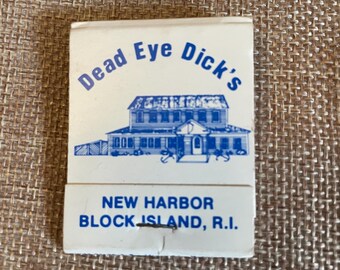 Dead Eye Dick's
NEW HARBOR
BLOCK ISLAND, R.I.